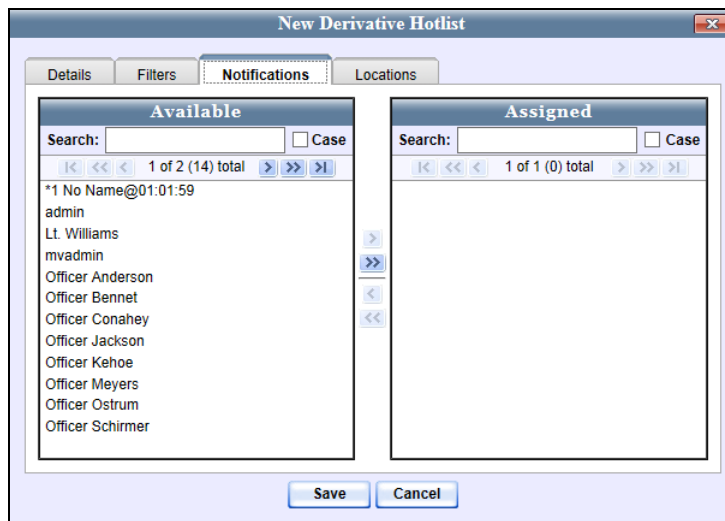 New Derivative Hotlist
Details Filters Notifications Locations
Available
Search: Case
1 of 2 (14) total
*1 No Name@01:01:59
admin
Lt. Williams
mvadmin
Officer Anderson
Officer Bennet
Officer Conahey
Officer Jackson
Officer Kehoe
Officer Meyers
Officer Ostrum
Officer Schirmer
Assigned
Search: Case
1 of 1 (0) total
Save Cancel